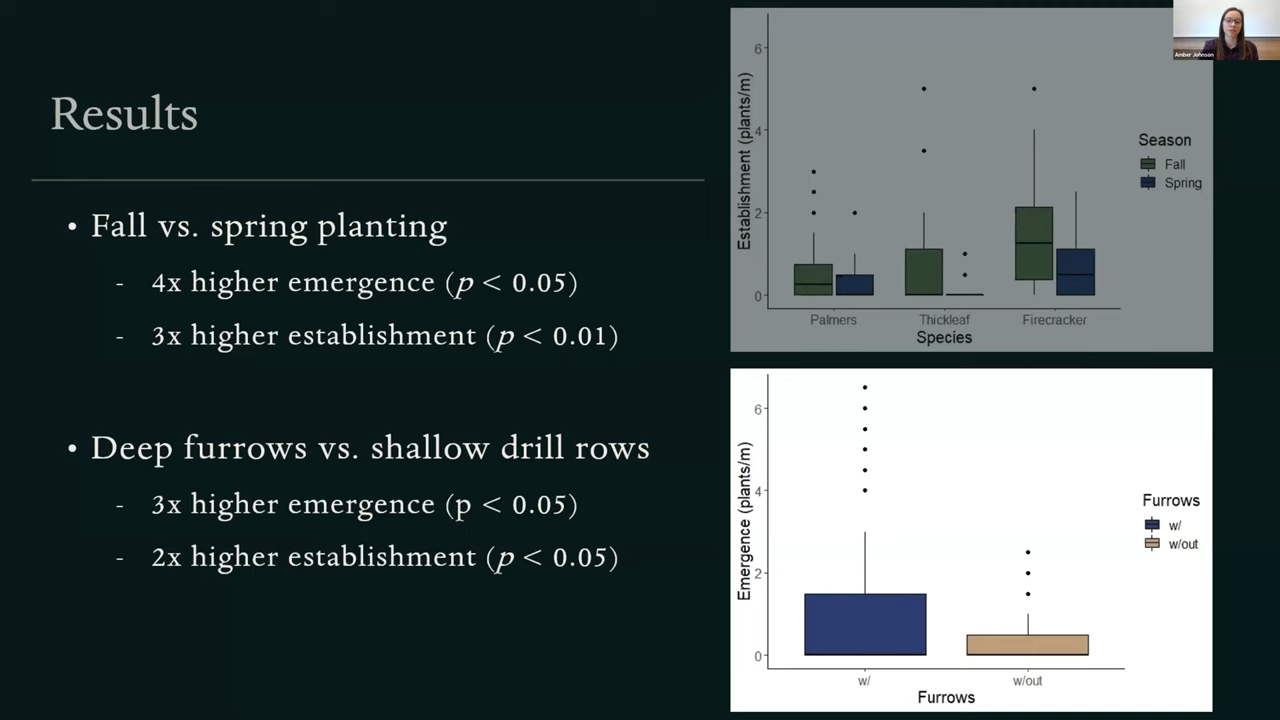 Results
• Fall vs. spring planting
- 4x higher emergence (p < 0.05)
- 3x higher establishment (p < 0.01)
• Deep furrows vs. shallow drill rows
- 3x higher emergence (p < 0.05)
- 2x higher establishment (p < 0.05)
Establishment (plants/m)
6
4
2
0
Palmers Thickleaf Firecracker
Species
Season
Fall
Spring
Amber Johnson
Emergence (plants/m)
6
4
2
0
w/ w/out
Furrows
Furrows
w/
w/out